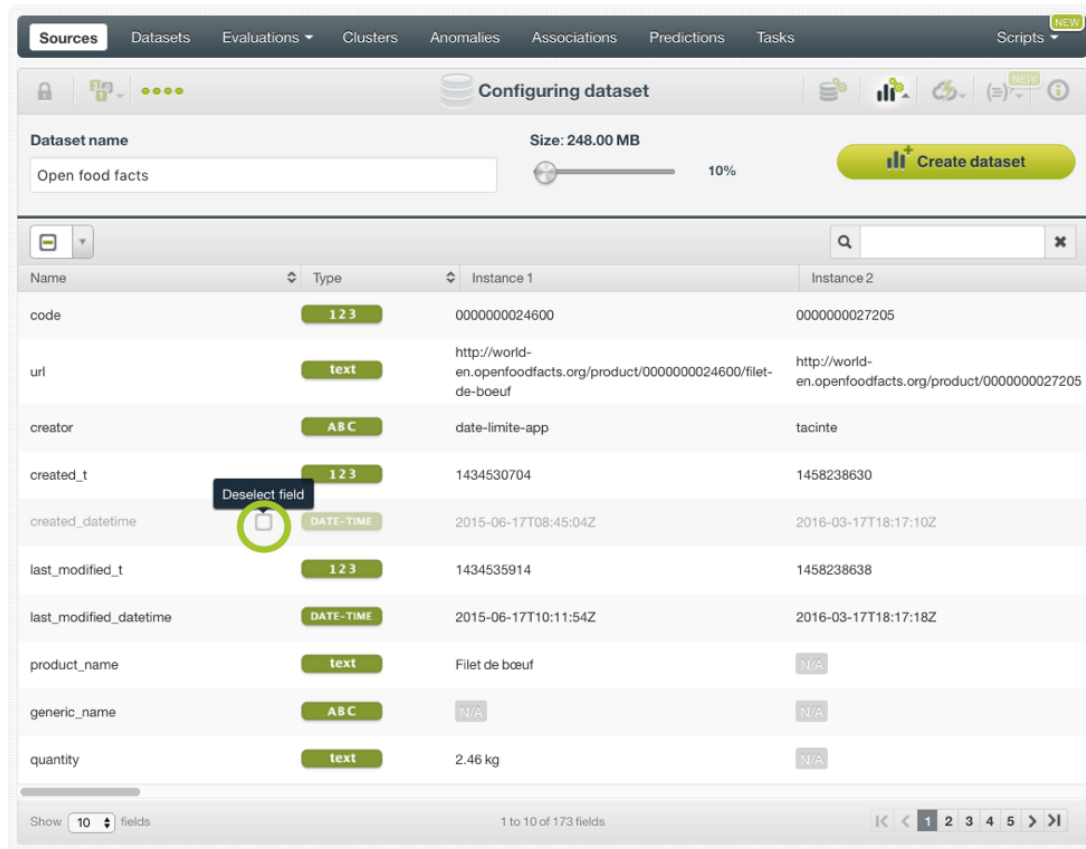 Sources Datasets Evaluations Clusters Anomalies Associations Predictions Tasks Scripts NEW
Configuring dataset NEW
Dataset name Size: 248.00 MB
Open food facts 10% Create dataset
Name Type Instance 1 Instance 2
code 123 0000000024600 0000000027205
url text http://world-
en.openfoodfacts.org/product/0000000024600/filet-
de-boeuf
http://world-
en.openfoodfacts.org/product/0000000027205
creator ABC date-limite-app tacinte
created_t 123 1434530704 1458238630
Deselect field
created_datetime DATE-TIME 2015-06-17T08:45:04Z 2016-03-17T18:17:10Z
last_modified_t 123 1434535914 1458238638
last_modified_datetime DATE-TIME 2015-06-17T10:11:54Z 2016-03-17T18:17:18Z
product_name text Filet de bœuf N/A
generic_name ABC N/A N/A
quantity text 2.46 kg N/A
Show 10 fields 1 to 10 of 173 fields 1 2 3 4 5